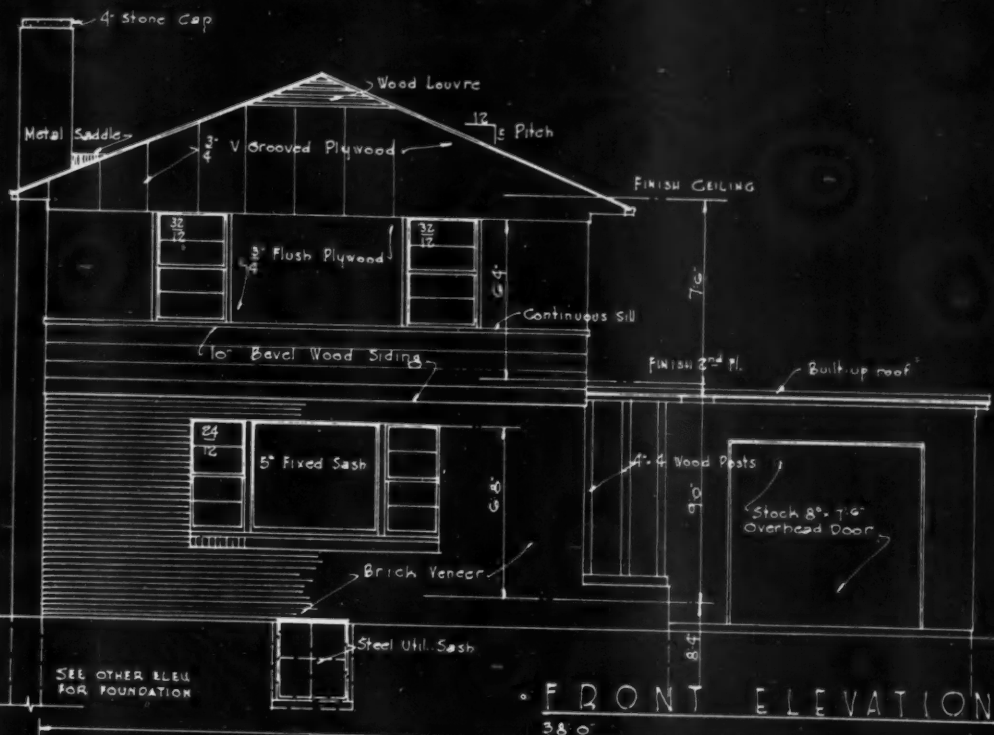 4" Stone Cap
Wood Louvre
Metal Saddle
12
5 Pitch
3/4" V Grooved Plywood
FINISH CEILING
32
12
32
12
3/4" Flush Plywood
6'-4"
7'-6"
Continuous Sill
10" Bevel Wood Siding
FINISH 2nd FL.
Built-up roof
24
12
5" Fixed Sash
6'-8"
4"-4 Wood Posts
9'-0"
Stock 8°- 7'-6"
Overhead Door
Brick Veneer
Steel Util. Sash
8'-4
SEE OTHER ELEV
FOR FOUNDATION
FRONT ELEVATION
38'-0"